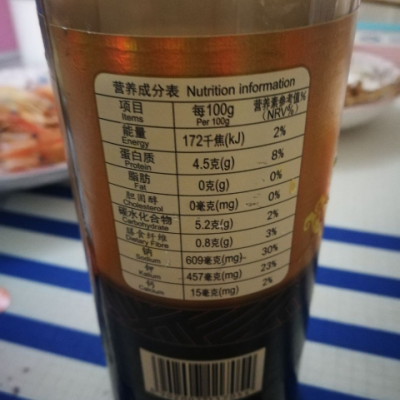 营养成分表 Nutrition information
项目 Items 每100g Per 100g 营养素参考值% (NRV%)
能量 Energy 172千焦(kJ) 2%
蛋白质 Protein 4.5克(g) 8%
脂肪 Fat 0克(g) 0%
胆固醇 Cholesterol 0毫克(mg) 0%
碳水化合物 Carbohydrate 5.2克(g) 2%
膳食纤维 Dietary Fibre 0.8克(g) 3%
钠 Sodium 609毫克(mg) 30%
钾 Kalium 457毫克(mg) 23%
钙 Calcium 15毫克(mg) 2%